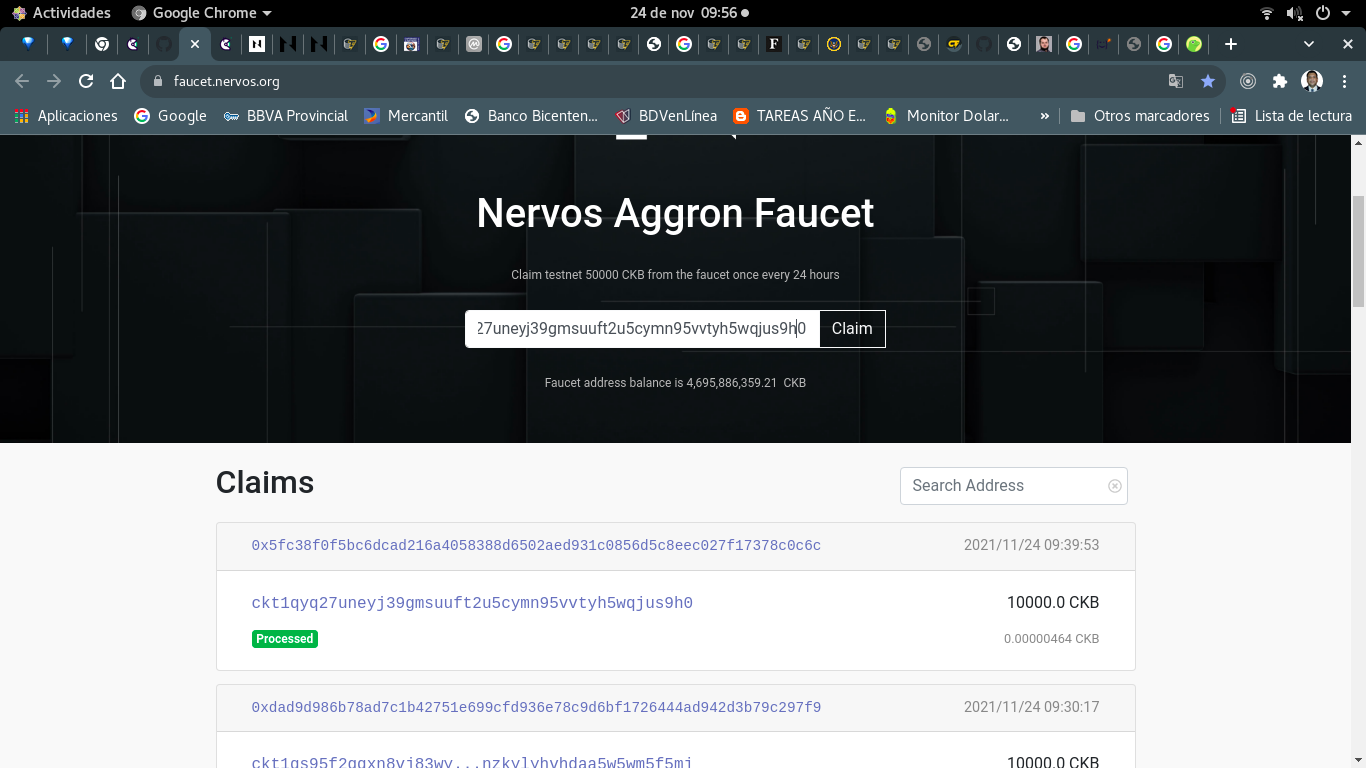 Actividades
Google Chrome
24 de nov 09:56
faucet.nervos.org
Aplicaciones
Google
BBVA Provincial
Mercantil
Banco Bicenten...
BDVenLínea
TAREAS AÑO E...
Monitor Dolar...
»
Otros marcadores
Lista de lectura
Nervos Aggron Faucet
Claim testnet 50000 CKB from the faucet once every 24 hours
27uneyj39gmsuuft2u5cymn95vvtyh5wqjus9h0
Claim
Faucet address balance is 4,695,886,359.21 CKB
Claims
Search Address
0x5fc38f0f5bc6dcad216a4058388d6502aed931c0856d5c8eec027f17378c0c6c
2021/11/24 09:39:53
ckt1qyq27uneyj39gmsuuft2u5cymn95vvtyh5wqjus9h0
10000.0 CKB
Processed
0.00000464 CKB
0xdad9d986b78ad7c1b42751e699cfd936e78c9d6bf1726444ad942d3b79c297f9
2021/11/24 09:30:17
10000.0 CKB